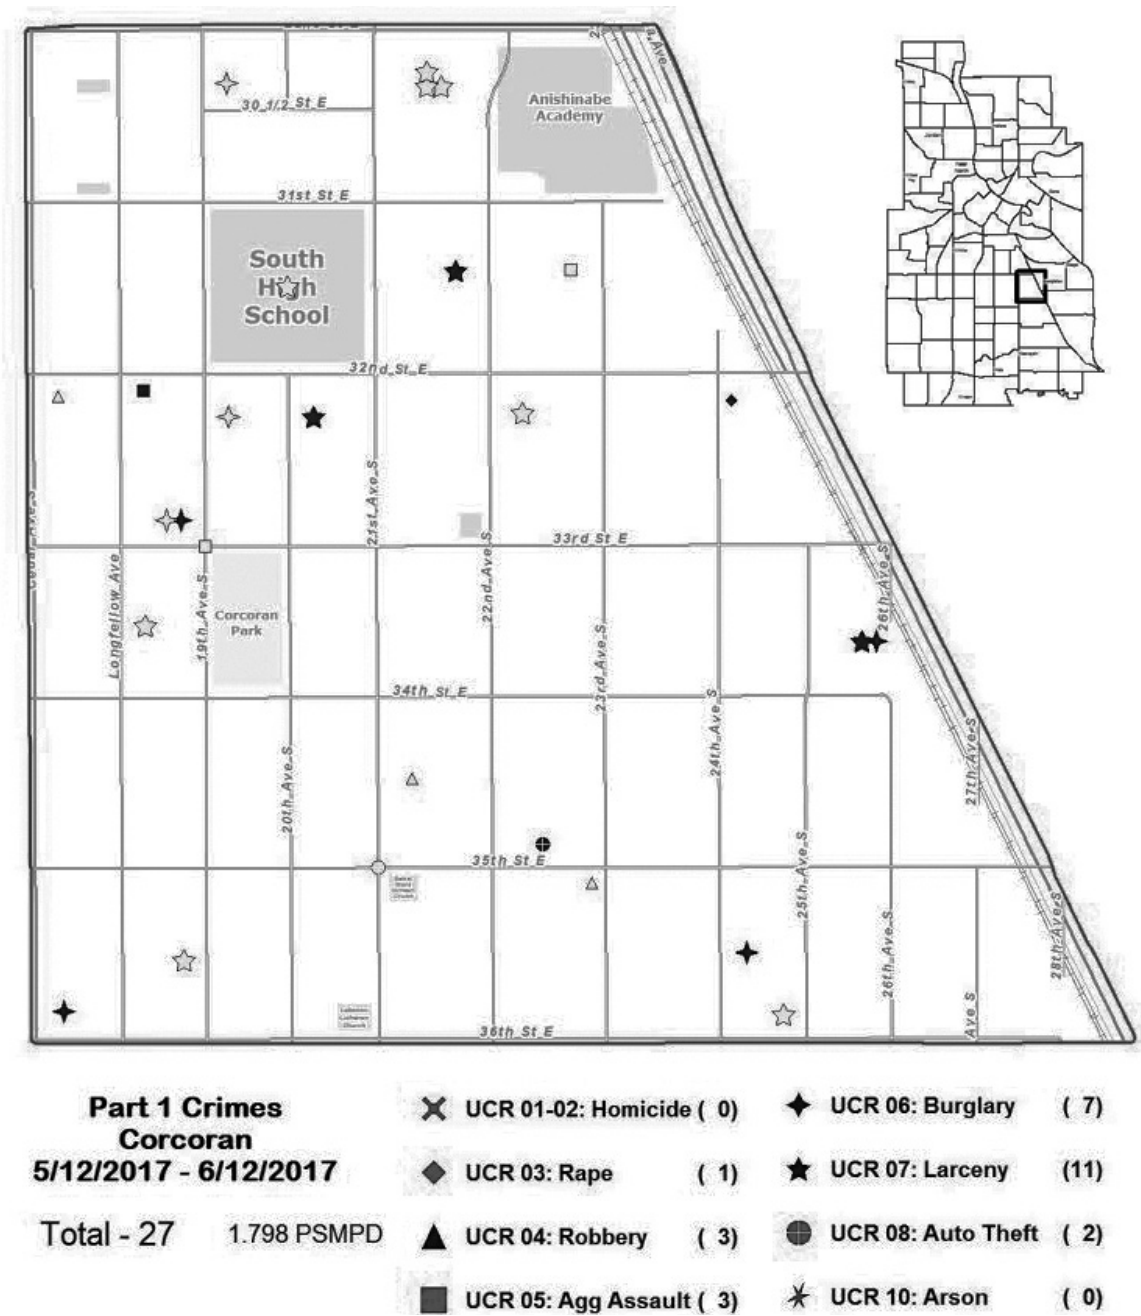 30 1/2 St E
Anishinabe
Academy
31st St E
South
High
School
32nd St E
21st Ave S
33rd St E
22nd Ave S
26th Ave S
Longfellow Ave
19th Ave S
Corcoran
Park
23rd Ave S
34th St E
24th Ave S
20th Ave S
27th Ave S
35th St E
25th Ave S
26th Ave S
28th Ave S
Ave S
Lutheran
Church
36th St E
Part 1 Crimes
Corcoran
5/12/2017 - 6/12/2017
Total - 27 1.798 PSMPD
UCR 01-02: Homicide ( 0)
UCR 03: Rape ( 1)
UCR 04: Robbery ( 3)
UCR 05: Agg Assault ( 3)
UCR 06: Burglary ( 7)
UCR 07: Larceny (11)
UCR 08: Auto Theft ( 2)
UCR 10: Arson ( 0)